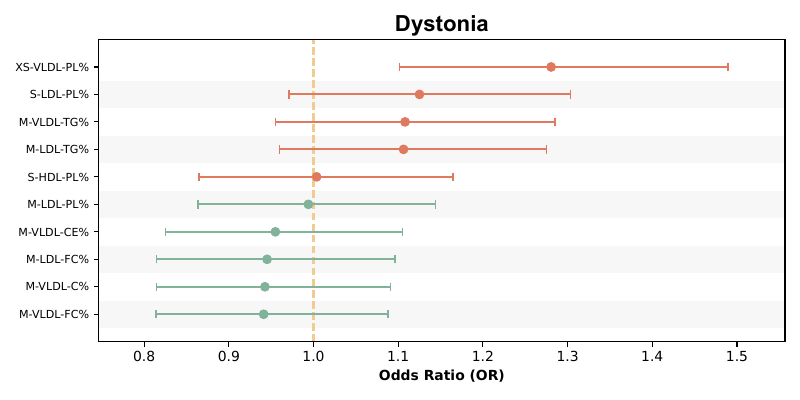 Dystonia
XS-VLDL-PL%
S-LDL-PL%
M-VLDL-TG%
M-LDL-TG%
S-HDL-PL%
M-LDL-PL%
M-VLDL-CE%
M-LDL-FC%
M-VLDL-C%
M-VLDL-FC%
0.8 0.9 1.0 1.1 1.2 1.3 1.4 1.5
Odds Ratio (OR)